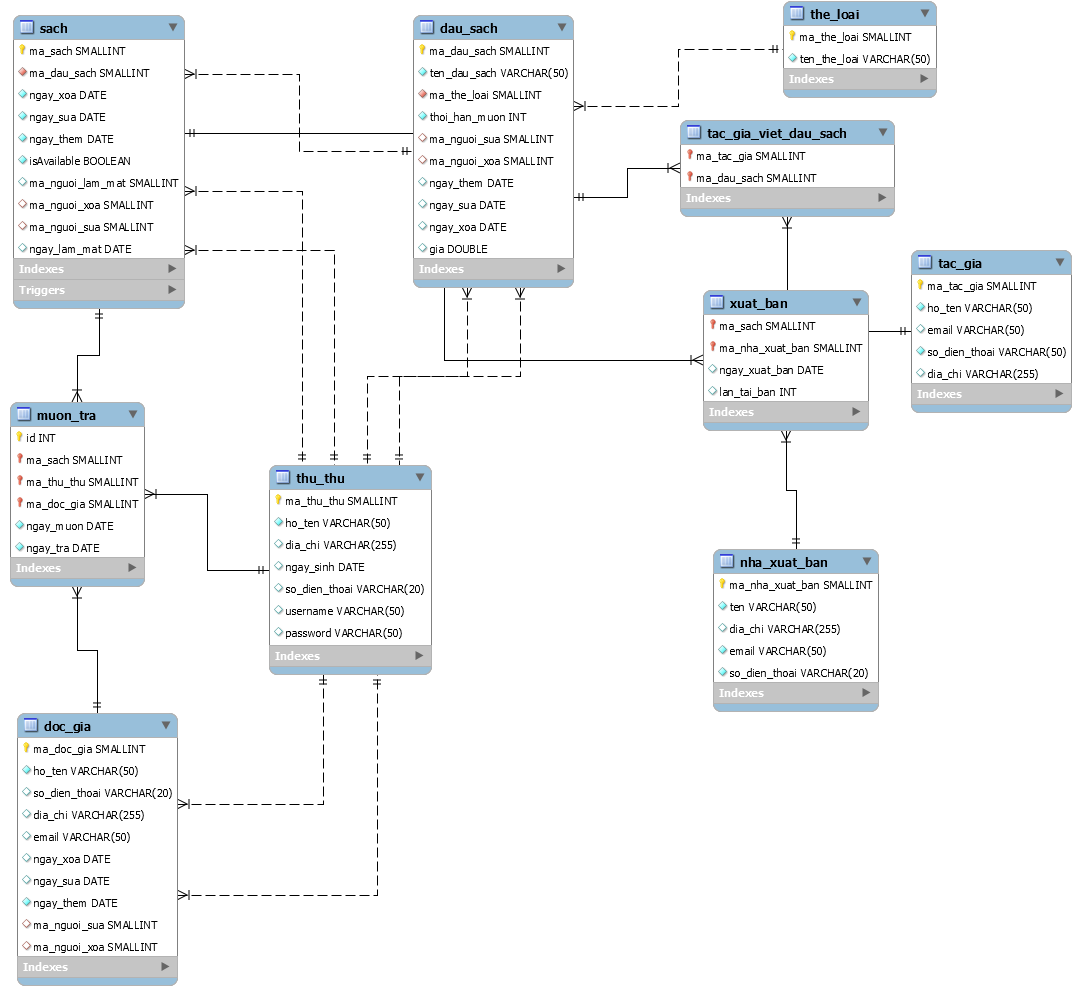 sach
ma_sach SMALLINT
ma_dau_sach SMALLINT
ngay_xoa DATE
ngay_sua DATE
ngay_them DATE
isAvailable BOOLEAN
ma_nguoi_lam_mat SMALLINT
ma_nguoi_xoa SMALLINT
ma_nguoi_sua SMALLINT
ngay_lam_mat DATE
Indexes
Triggers
dau_sach
ma_dau_sach SMALLINT
ten_dau_sach VARCHAR(50)
ma_the_loai SMALLINT
thoi_han_muon INT
ma_nguoi_sua SMALLINT
ma_nguoi_xoa SMALLINT
ngay_them DATE
ngay_sua DATE
ngay_xoa DATE
gia DOUBLE
Indexes
the_loai
ma_the_loai SMALLINT
ten_the_loai VARCHAR(50)
Indexes
tac_gia_viet_dau_sach
ma_tac_gia SMALLINT
ma_dau_sach SMALLINT
Indexes
tac_gia
ma_tac_gia SMALLINT
ho_ten VARCHAR(50)
email VARCHAR(50)
so_dien_thoai VARCHAR(50)
dia_chi VARCHAR(255)
Indexes
xuat_ban
ma_sach SMALLINT
ma_nha_xuat_ban SMALLINT
ngay_xuat_ban DATE
lan_tai_ban INT
Indexes
muon_tra
id INT
ma_sach SMALLINT
ma_thu_thu SMALLINT
ma_doc_gia SMALLINT
ngay_muon DATE
ngay_tra DATE
Indexes
thu_thu
ma_thu_thu SMALLINT
ho_ten VARCHAR(50)
dia_chi VARCHAR(255)
ngay_sinh DATE
so_dien_thoai VARCHAR(20)
username VARCHAR(50)
password VARCHAR(50)
Indexes
nha_xuat_ban
ma_nha_xuat_ban SMALLINT
ten VARCHAR(50)
dia_chi VARCHAR(255)
email VARCHAR(50)
so_dien_thoai VARCHAR(20)
Indexes
doc_gia
ma_doc_gia SMALLINT
ho_ten VARCHAR(50)
so_dien_thoai VARCHAR(20)
dia_chi VARCHAR(255)
email VARCHAR(50)
ngay_xoa DATE
ngay_sua DATE
ngay_them DATE
ma_nguoi_sua SMALLINT
ma_nguoi_xoa SMALLINT
Indexes